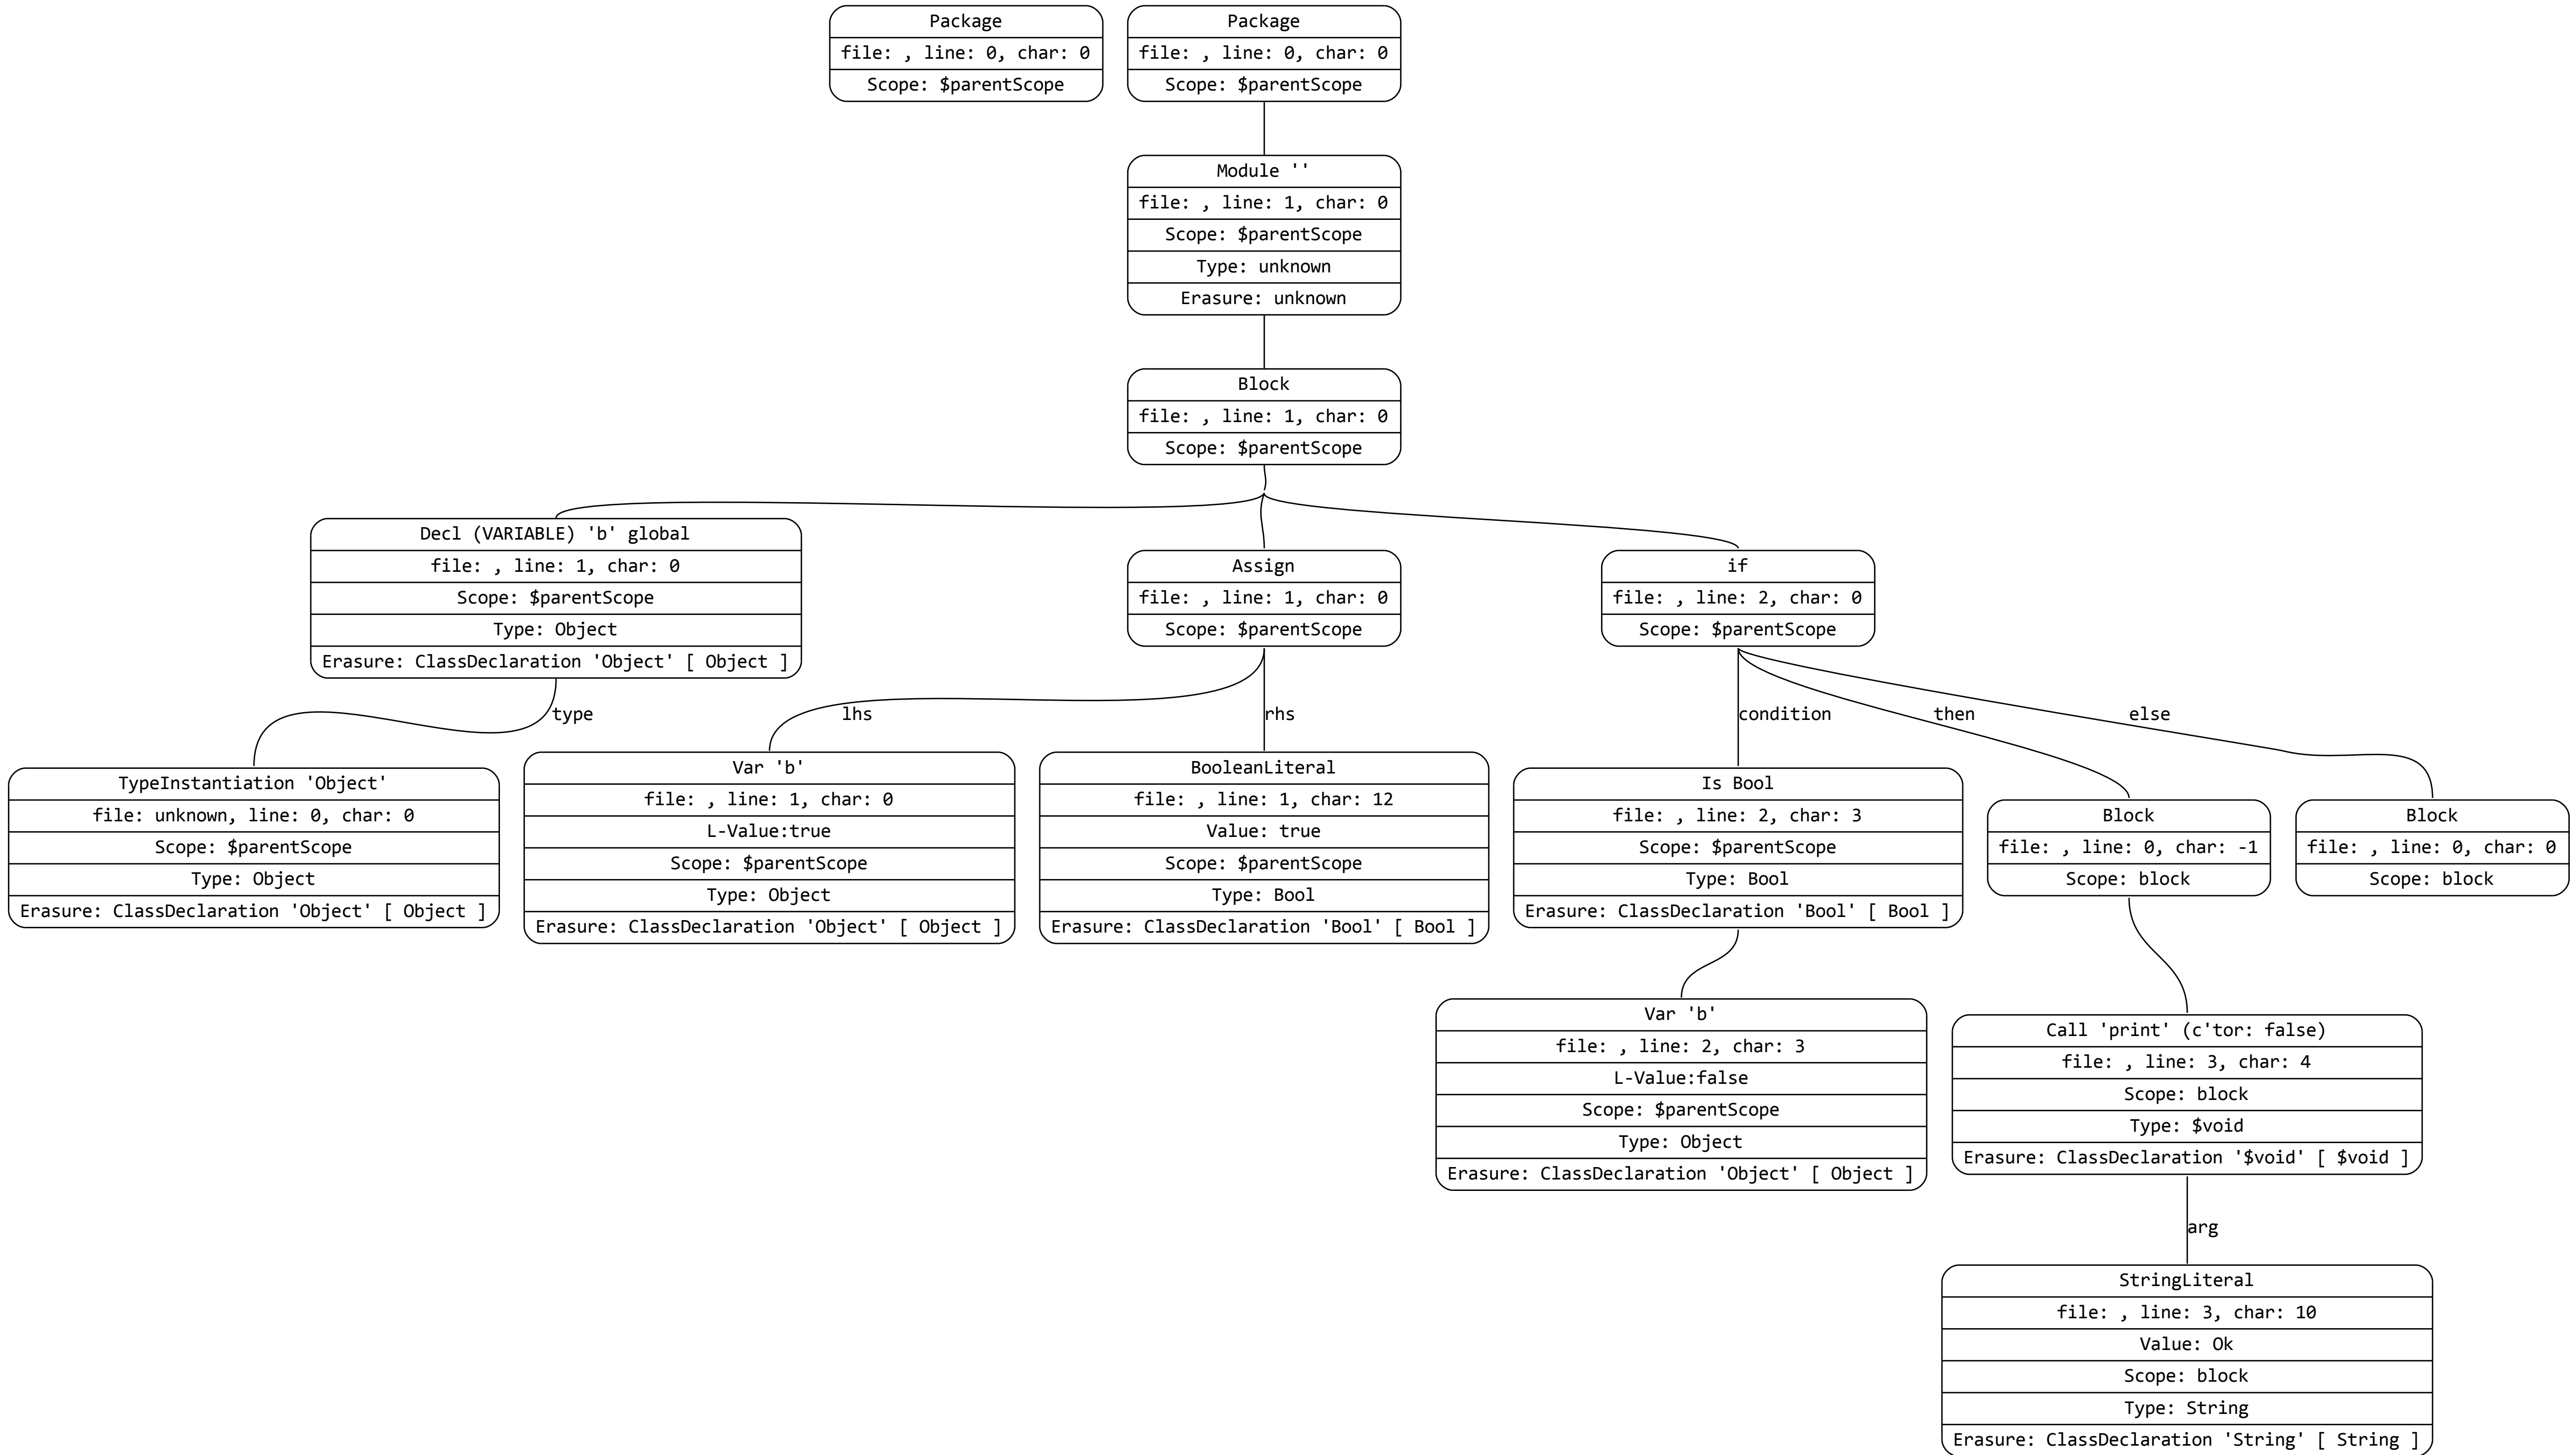 Package
file: , line: 0, char: 0
Scope: $parentScope
Package
file: , line: 0, char: 0
Scope: $parentScope
Module ''
file: , line: 1, char: 0
Scope: $parentScope
Type: unknown
Erasure: unknown
Block
file: , line: 1, char: 0
Scope: $parentScope
Decl (VARIABLE) 'b' global
file: , line: 1, char: 0
Scope: $parentScope
Type: Object
Erasure: ClassDeclaration 'Object' [ Object ]
Assign
file: , line: 1, char: 0
Scope: $parentScope
if
file: , line: 2, char: 0
Scope: $parentScope
type
lhs
rhs
condition
then
else
TypeInstantiation 'Object'
file: unknown, line: 0, char: 0
Scope: $parentScope
Type: Object
Erasure: ClassDeclaration 'Object' [ Object ]
Var 'b'
file: , line: 1, char: 0
L-Value:true
Scope: $parentScope
Type: Object
Erasure: ClassDeclaration 'Object' [ Object ]
BooleanLiteral
file: , line: 1, char: 12
Value: true
Scope: $parentScope
Type: Bool
Erasure: ClassDeclaration 'Bool' [ Bool ]
Is Bool
file: , line: 2, char: 3
Scope: $parentScope
Type: Bool
Erasure: ClassDeclaration 'Bool' [ Bool ]
Block
file: , line: 0, char: -1
Scope: block
Block
file: , line: 0, char: 0
Scope: block
Var 'b'
file: , line: 2, char: 3
L-Value:false
Scope: $parentScope
Type: Object
Erasure: ClassDeclaration 'Object' [ Object ]
Call 'print' (c'tor: false)
file: , line: 3, char: 4
Scope: block
Type: $void
Erasure: ClassDeclaration '$void' [ $void ]
arg
StringLiteral
file: , line: 3, char: 10
Value: Ok
Scope: block
Type: String
Erasure: ClassDeclaration 'String' [ String ]